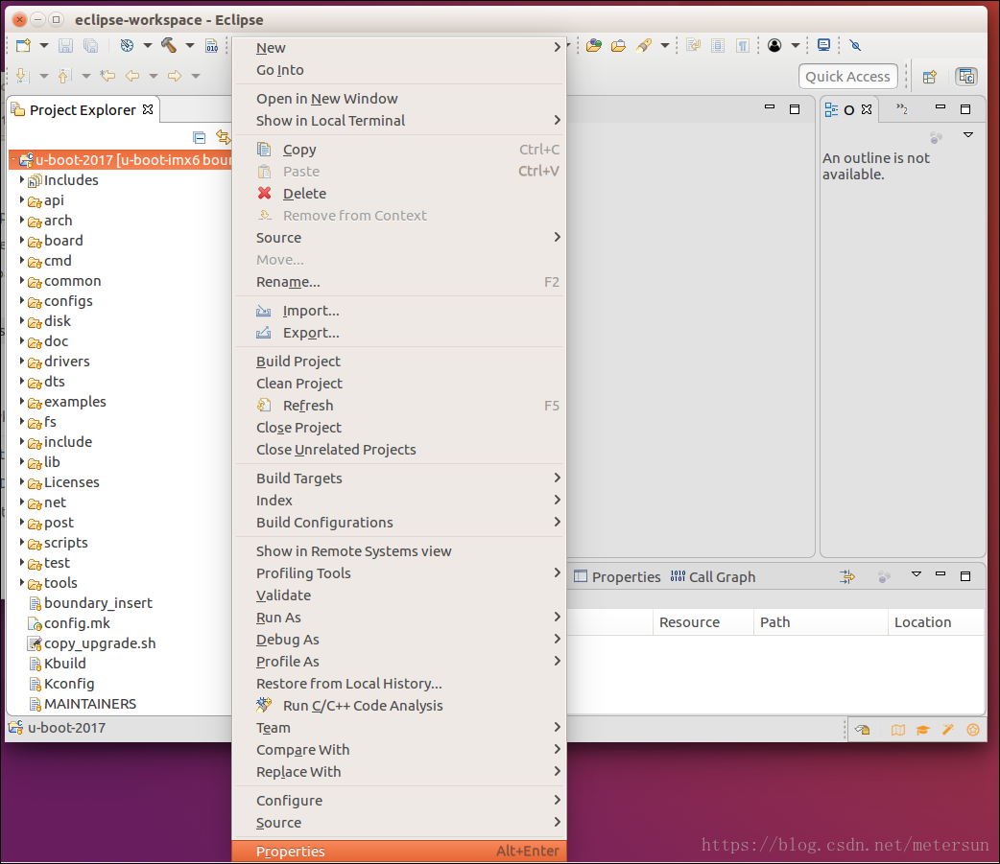 eclipse-workspace - Eclipse
Quick Access
Project Explorer
u-boot-2017 [u-boot-imx6 bour
Includes
api
arch
board
cmd
common
configs
disk
doc
drivers
dts
examples
fs
include
lib
Licenses
net
post
scripts
test
tools
boundary_insert
config.mk
copy_upgrade.sh
Kbuild
Kconfig
MAINTAINERS
New
Go Into
Open in New Window
Show in Local Terminal
Copy Ctrl+C
Paste Ctrl+V
Delete
Remove from Context
Source
Move...
Rename... F2
Import...
Export...
Build Project
Clean Project
Refresh F5
Close Project
Close Unrelated Projects
Build Targets
Index
Build Configurations
Show in Remote Systems view
Profiling Tools
Validate
Run As
Debug As
Profile As
Restore from Local History...
Run C/C++ Code Analysis
Team
Compare With
Replace With
Configure
Source
Properties Alt+Enter
O
»2
An outline is not
available.
Properties Call Graph
Resource Path Location
u-boot-2017
https://blog.csdn.net/metersun